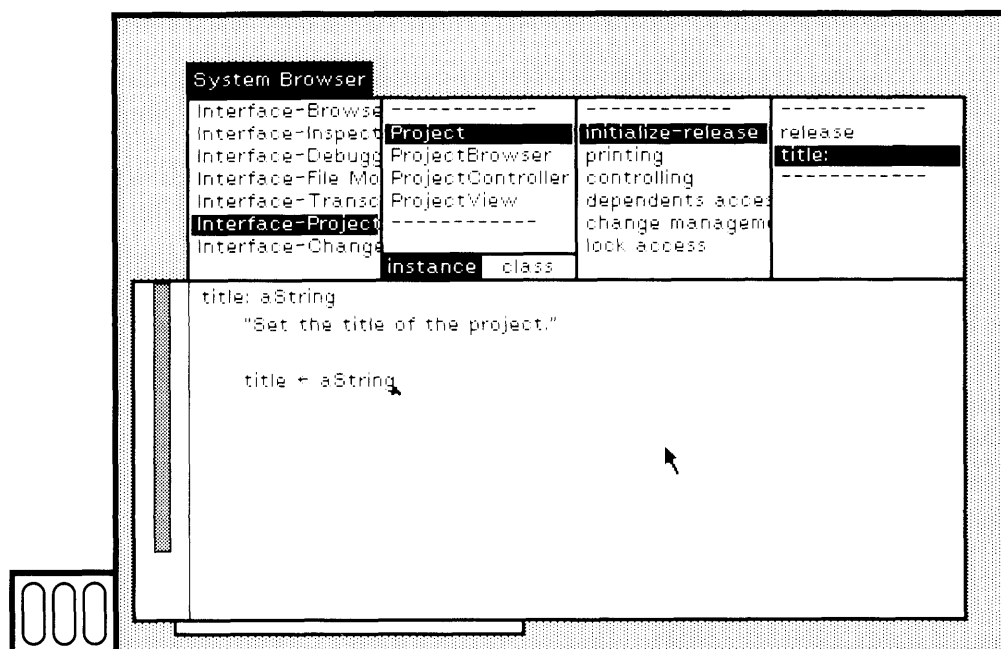 System Browser
Interface-Browse
Interface-Inspect
Interface-Debugg
Interface-File Mo
Interface-Transc
Interface-Project
Interface-Change
------------
Project
ProjectBrowser
ProjectController
ProjectView
------------
instance class
------------
initialize-release
printing
controlling
dependents acces
change managem
lock access
------------
release
title:
------------
title: aString
"Set the title of the project."
title ← aString